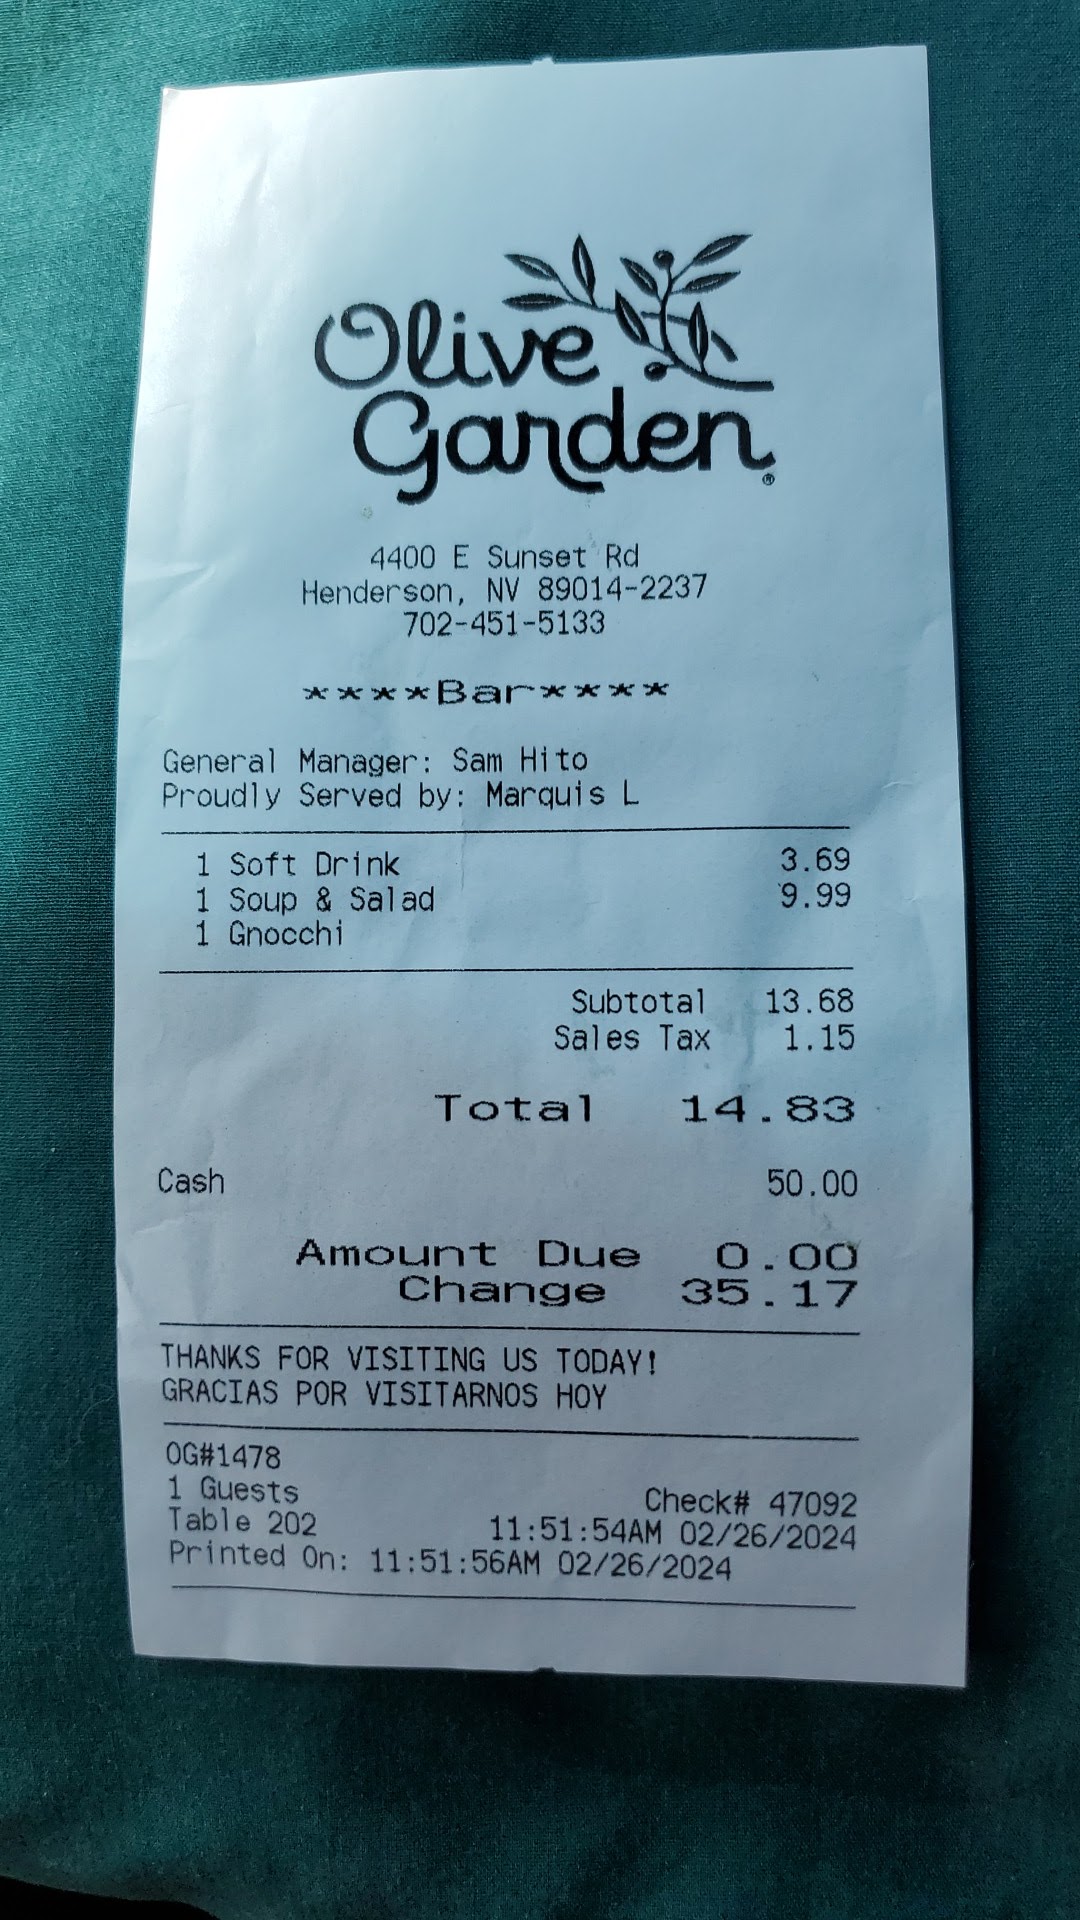 Olive
Garden®
4400 E Sunset Rd
Henderson, NV 89014-2237
702-451-5133
****Bar****
General Manager: Sam Hito
Proudly Served by: Marquis L
1 Soft Drink 3.69
1 Soup & Salad 9.99
1 Gnocchi
Subtotal 13.68
Sales Tax 1.15
Total 14.83
Cash 50.00
Amount Due 0.00
Change 35.17
THANKS FOR VISITING US TODAY!
GRACIAS POR VISITARNOS HOY
OG#1478
1 Guests Check# 47092
Table 202 11:51:54AM 02/26/2024
Printed On: 11:51:56AM 02/26/2024